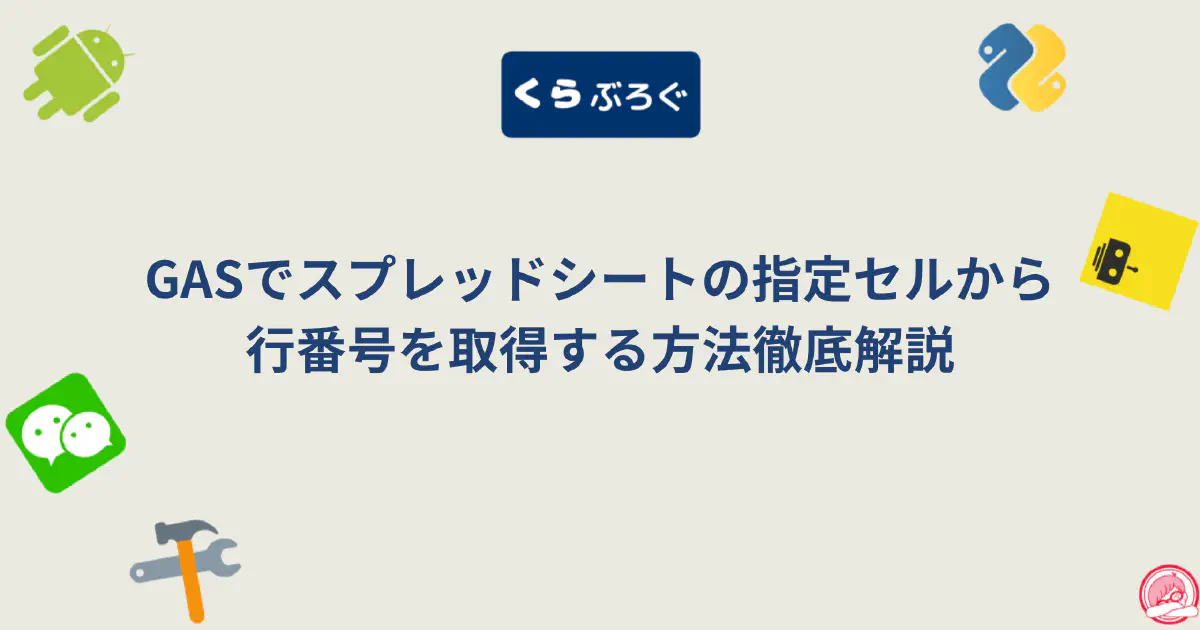 くらぶろぐ
GASでスプレッドシートの指定セルから
行番号を取得する方法徹底解説